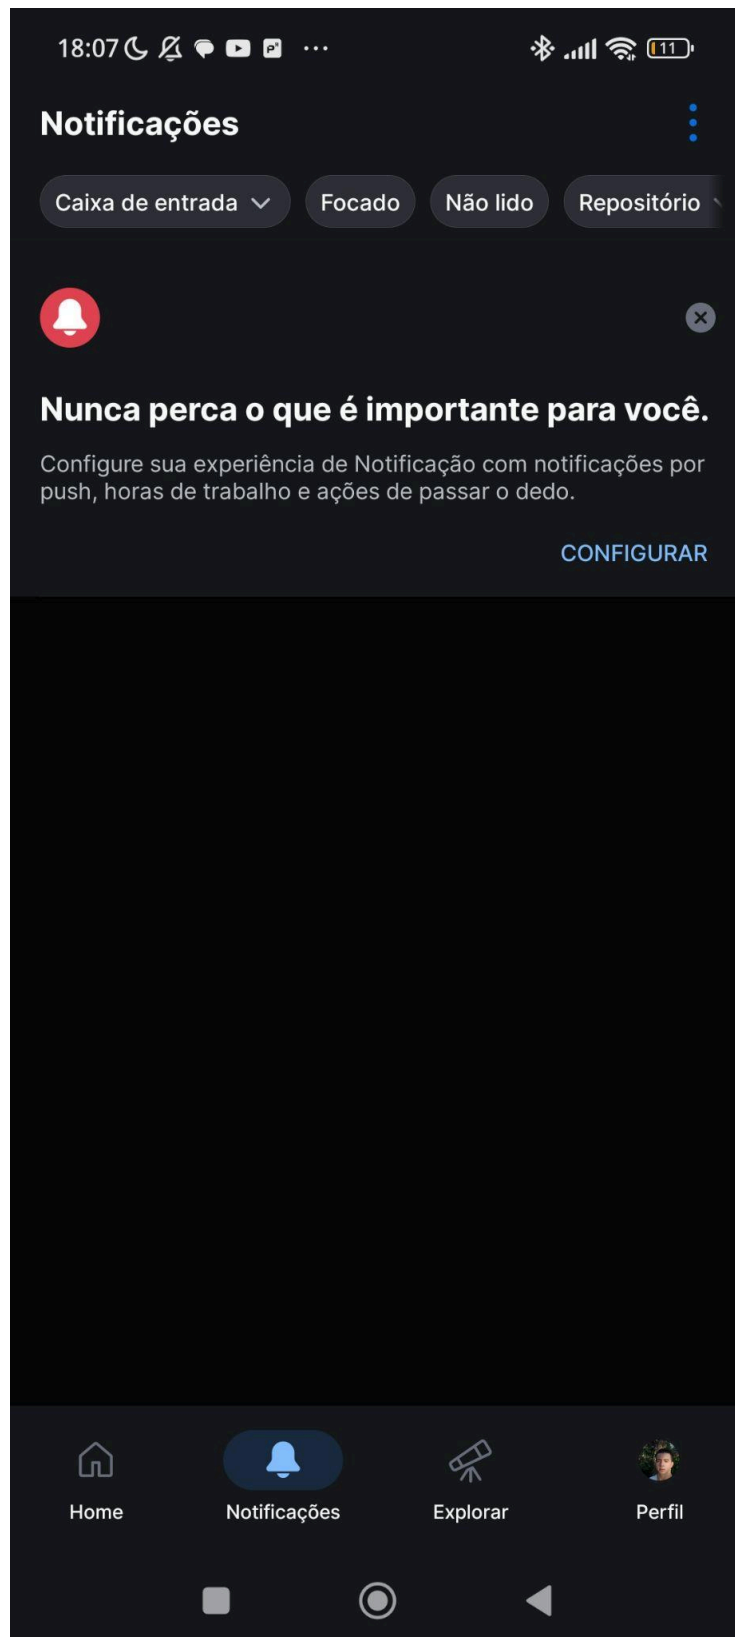 18:07
11
Notificações
Caixa de entrada Focado Não lido Repositório
Nunca perca o que é importante para você.
Configure sua experiência de Notificação com notificações por
push, horas de trabalho e ações de passar o dedo.
CONFIGURAR
Home Notificações Explorar Perfil